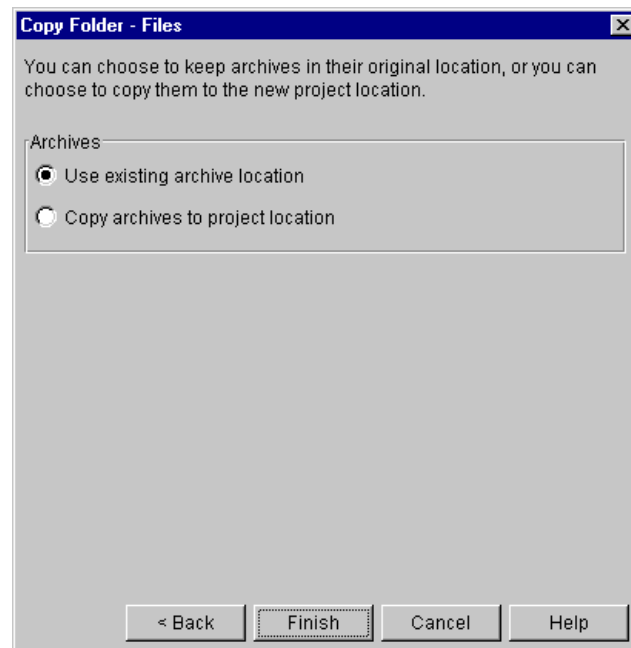 Copy Folder - Files
You can choose to keep archives in their original location, or you can
choose to copy them to the new project location.
Archives
Use existing archive location
Copy archives to project location
< Back Finish Cancel Help